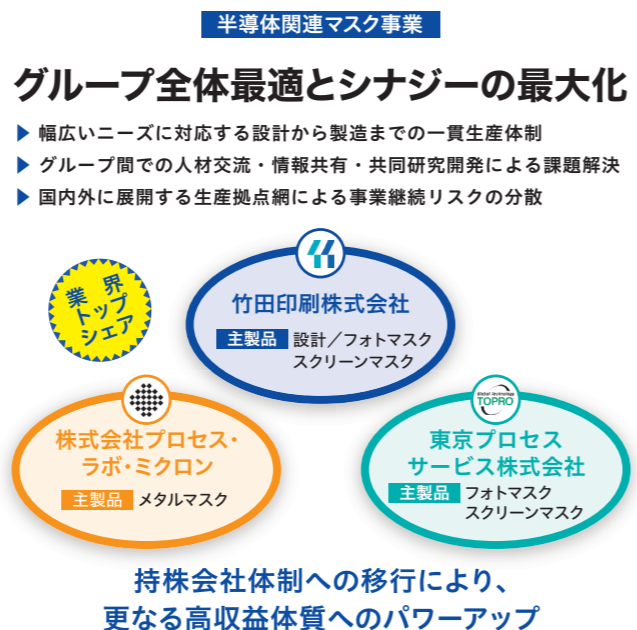 半導体関連マスク事業
グループ全体最適とシナジーの最大化
▶ 幅広いニーズに対応する設計から製造までの一貫生産体制
▶ グループ間での人材交流・情報共有・共同研究開発による課題解決
▶ 国内外に展開する生産拠点網による事業継続リスクの分散
業界
トップ
シェア
竹田印刷株式会社
主製品 設計／フォトマスク
スクリーンマスク
株式会社プロセス・
ラボ・ミクロン
主製品 メタルマスク
Global Technology
TOPRO
東京プロセス
サービス株式会社
主製品 フォトマスク
スクリーンマスク
持株会社体制への移行により、
更なる高収益体質へのパワーアップ